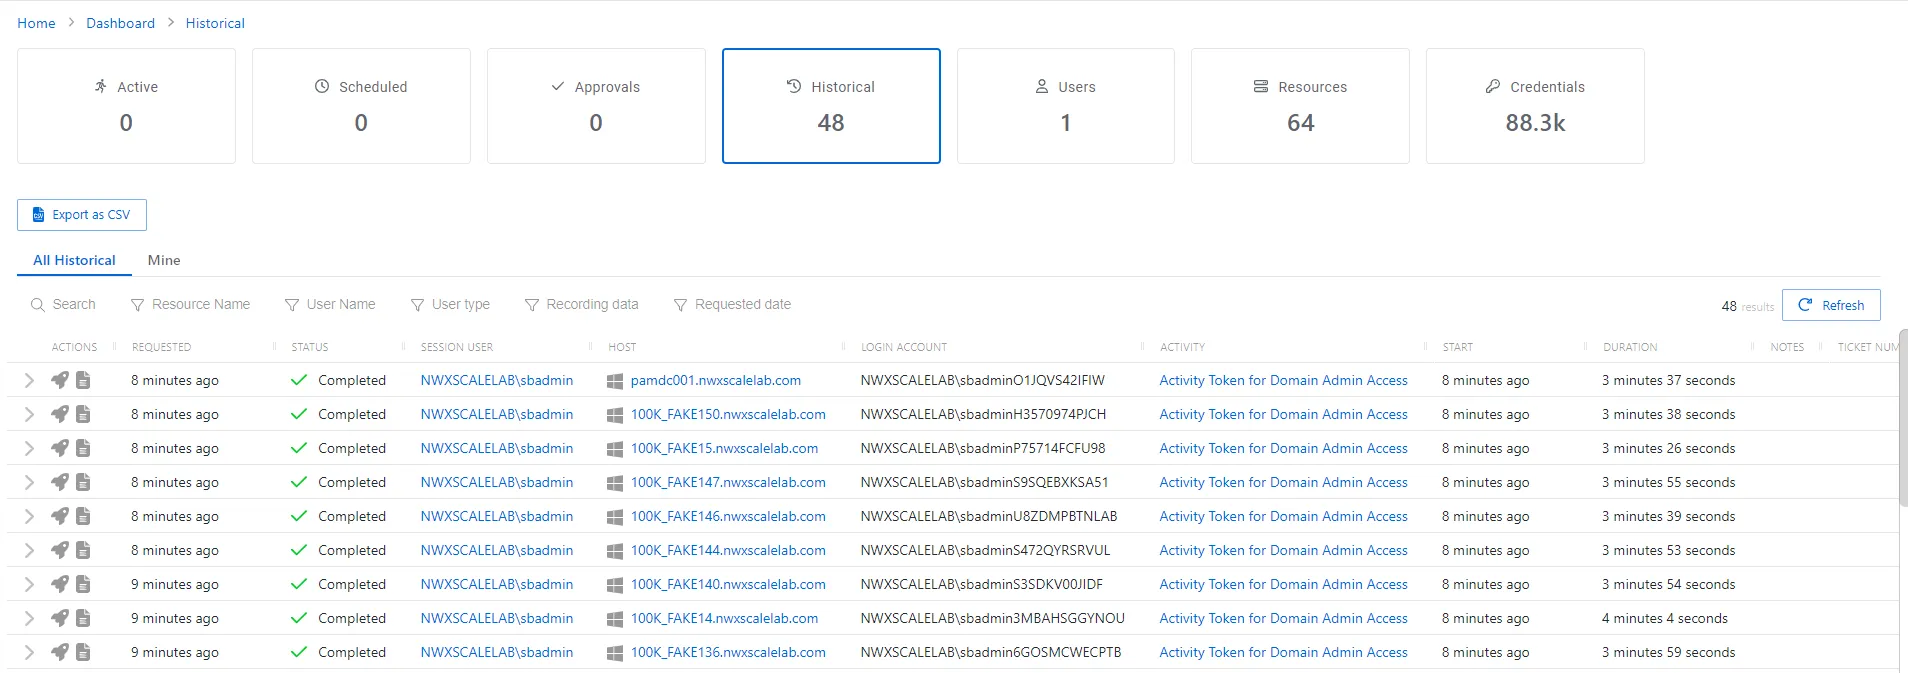 Home > Dashboard > Historical
Active Scheduled Approvals Historical Users Resources Credentials
0 0 0 48 1 64 88.3k
Export as CSV
All Historical Mine
Search Resource Name User Name User type Recording data Requested date 48 results Refresh
ACTIONS REQUESTED STATUS SESSION USER HOST LOGIN ACCOUNT ACTIVITY START DURATION NOTES TICKET NUM
8 minutes ago Completed NWXSCALELAB\sbadmin pamdc001.nwxscalelab.com NWXSCALELAB\sbadminO1JQVS42IFIW Activity Token for Domain Admin Access 8 minutes ago 3 minutes 37 seconds
8 minutes ago Completed NWXSCALELAB\sbadmin 100K_FAKE150.nwxscalelab.com NWXSCALELAB\sbadminH3570974PJCH Activity Token for Domain Admin Access 8 minutes ago 3 minutes 38 seconds
8 minutes ago Completed NWXSCALELAB\sbadmin 100K_FAKE15.nwxscalelab.com NWXSCALELAB\sbadminP75714FCFU98 Activity Token for Domain Admin Access 8 minutes ago 3 minutes 26 seconds
8 minutes ago Completed NWXSCALELAB\sbadmin 100K_FAKE147.nwxscalelab.com NWXSCALELAB\sbadminS9SQEBXKSA51 Activity Token for Domain Admin Access 8 minutes ago 3 minutes 55 seconds
8 minutes ago Completed NWXSCALELAB\sbadmin 100K_FAKE146.nwxscalelab.com NWXSCALELAB\sbadminU8ZDMPBTNLAB Activity Token for Domain Admin Access 8 minutes ago 3 minutes 39 seconds
8 minutes ago Completed NWXSCALELAB\sbadmin 100K_FAKE144.nwxscalelab.com NWXSCALELAB\sbadminS472QYRSRVUL Activity Token for Domain Admin Access 8 minutes ago 3 minutes 53 seconds
9 minutes ago Completed NWXSCALELAB\sbadmin 100K_FAKE140.nwxscalelab.com NWXSCALELAB\sbadminS3SDKV00JIDF Activity Token for Domain Admin Access 8 minutes ago 3 minutes 54 seconds
9 minutes ago Completed NWXSCALELAB\sbadmin 100K_FAKE14.nwxscalelab.com NWXSCALELAB\sbadmin3MBAHSGGYNOU Activity Token for Domain Admin Access 8 minutes ago 4 minutes 4 seconds
9 minutes ago Completed NWXSCALELAB\sbadmin 100K_FAKE136.nwxscalelab.com NWXSCALELAB\sbadmin6GOSMCWECPTB Activity Token for Domain Admin Access 8 minutes ago 3 minutes 59 seconds